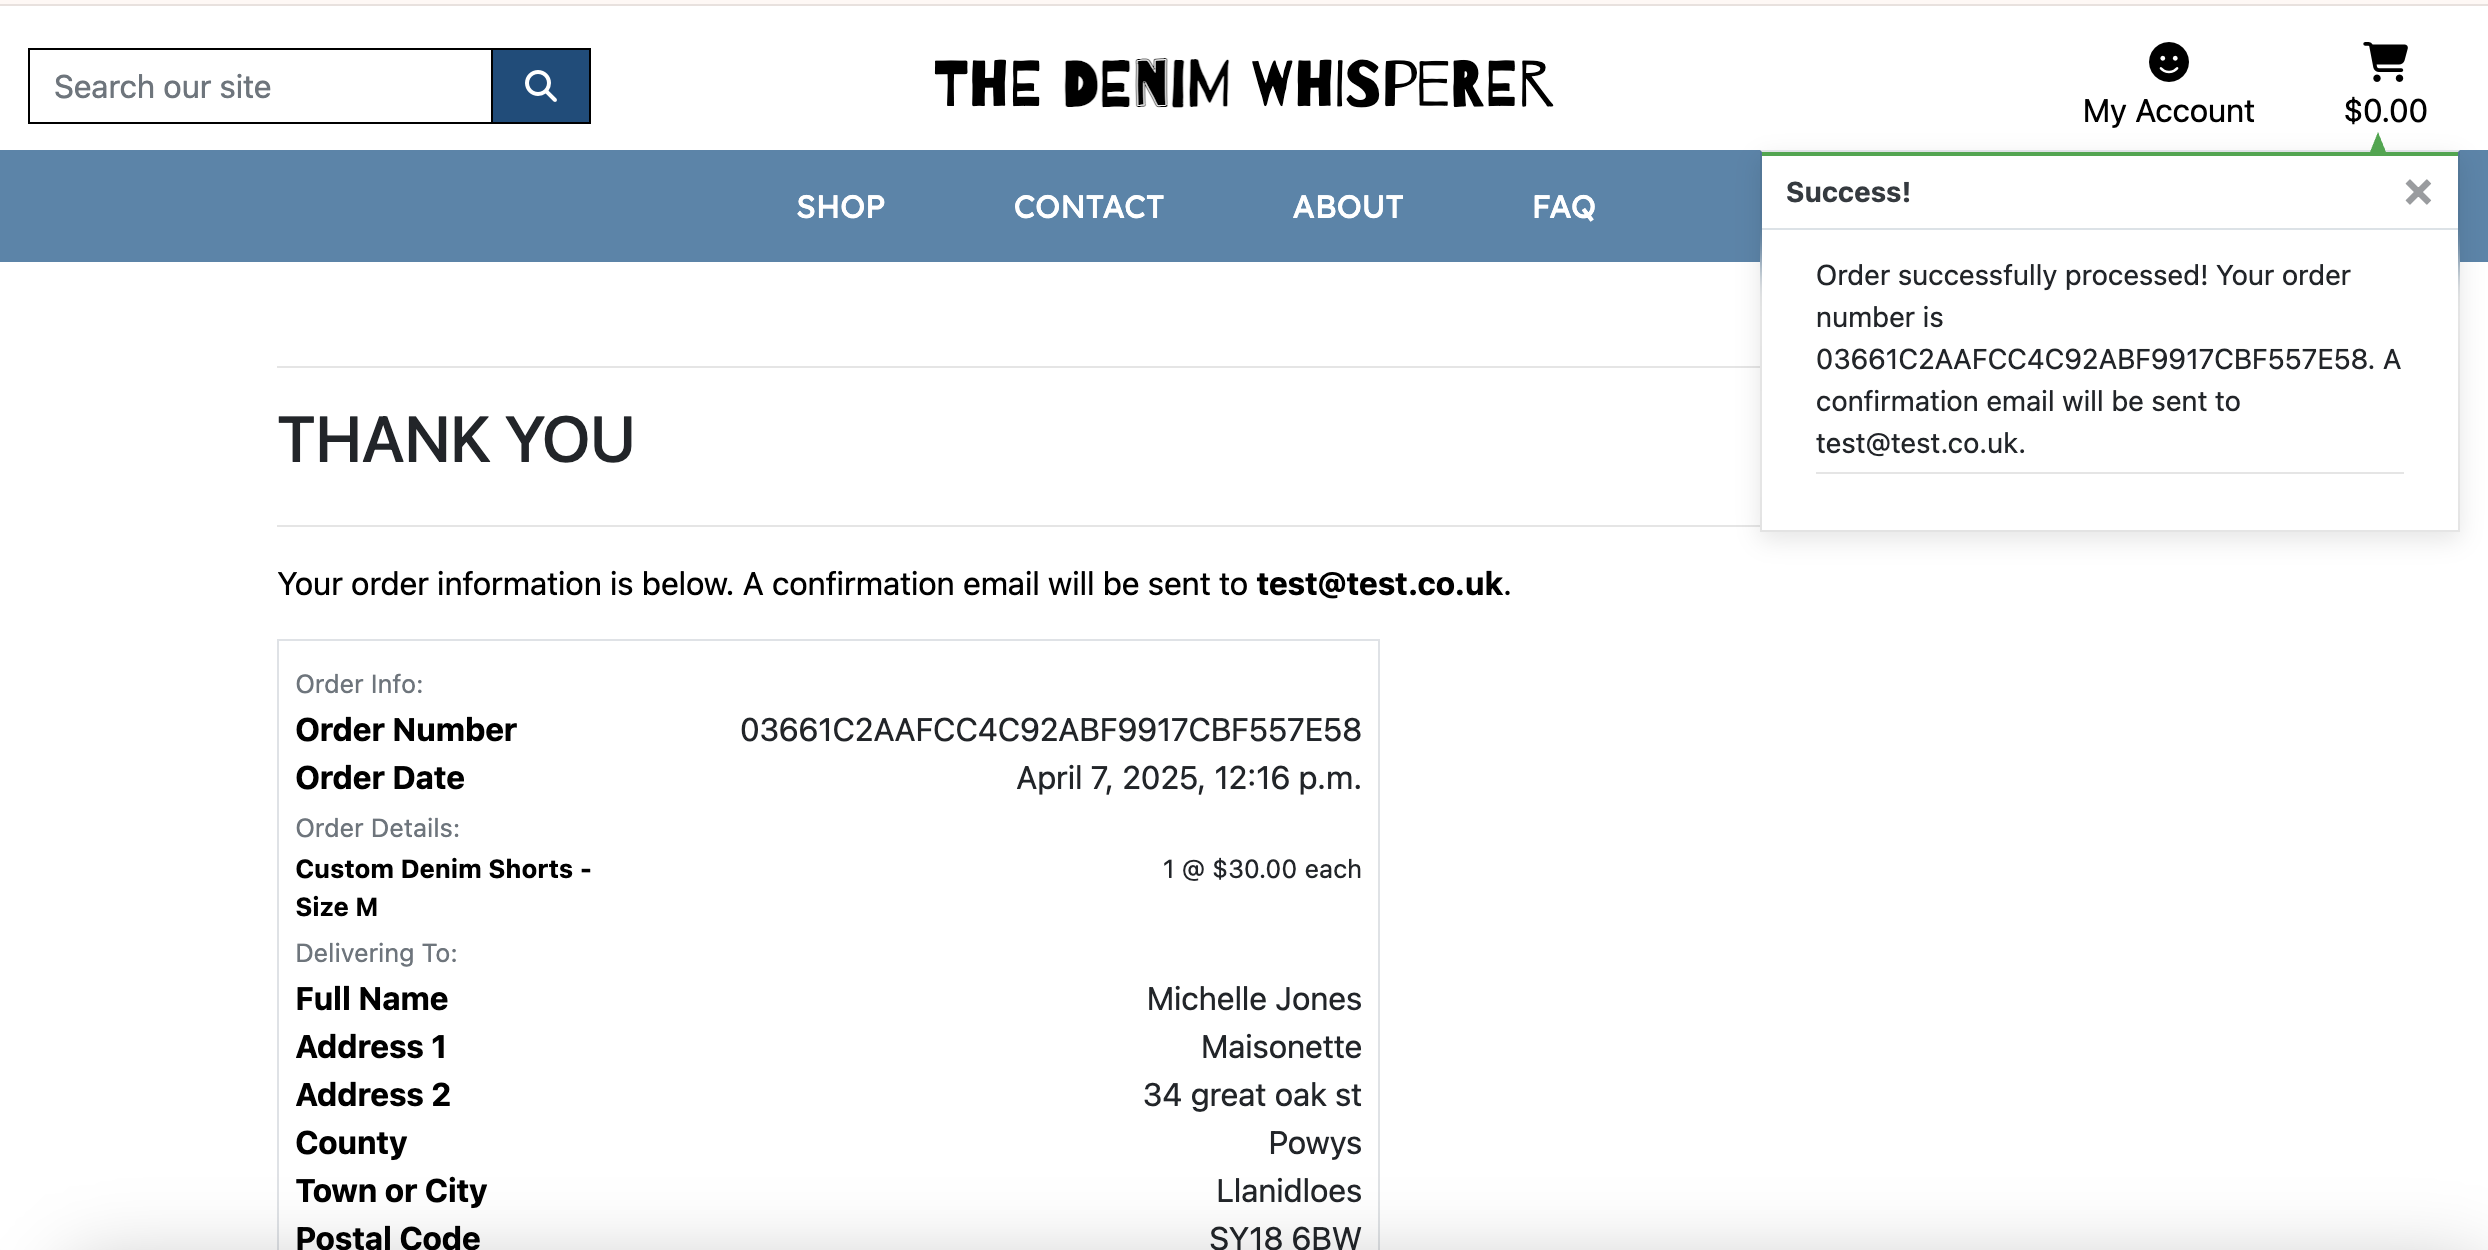 Search our site
THE DENIM WHISPERER
My Account
$0.00
SHOP CONTACT ABOUT FAQ
Success!
Order successfully processed! Your order
number is
03661C2AAFCC4C92ABF9917CBF557E58. A
confirmation email will be sent to
test@test.co.uk.
THANK YOU
Your order information is below. A confirmation email will be sent to test@test.co.uk.
Order Info:
Order Number 03661C2AAFCC4C92ABF9917CBF557E58
Order Date April 7, 2025, 12:16 p.m.
Order Details:
Custom Denim Shorts - 1 @ $30.00 each
Size M
Delivering To:
Full Name Michelle Jones
Address 1 Maisonette
Address 2 34 great oak st
County Powys
Town or City Llanidloes
Postal Code SY18 6BW